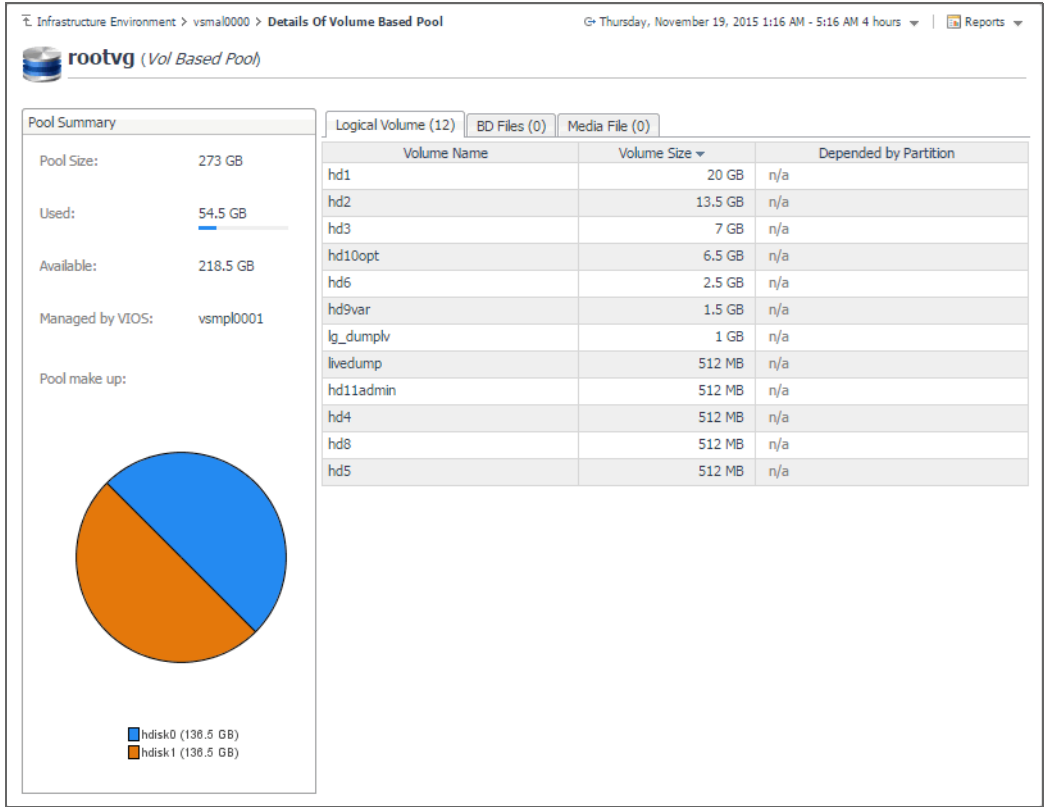 Infrastructure Environment > vsmal0000 > Details Of Volume Based Pool
Thursday, November 19, 2015 1:16 AM - 5:16 AM 4 hours | Reports
rootvg (Vol Based Pool)
Pool Summary
Pool Size: 273 GB
Used: 54.5 GB
Available: 218.5 GB
Managed by VIOS: vsmpl0001
Pool make up:
hdisk0 (136.5 GB)
hdisk1 (136.5 GB)
Logical Volume (12) BD Files (0) Media File (0)
Volume Name Volume Size Depended by Partition
hd1 20 GB n/a
hd2 13.5 GB n/a
hd3 7 GB n/a
hd10opt 6.5 GB n/a
hd6 2.5 GB n/a
hd9var 1.5 GB n/a
lg_dumplv 1 GB n/a
livedump 512 MB n/a
hd11admin 512 MB n/a
hd4 512 MB n/a
hd8 512 MB n/a
hd5 512 MB n/a